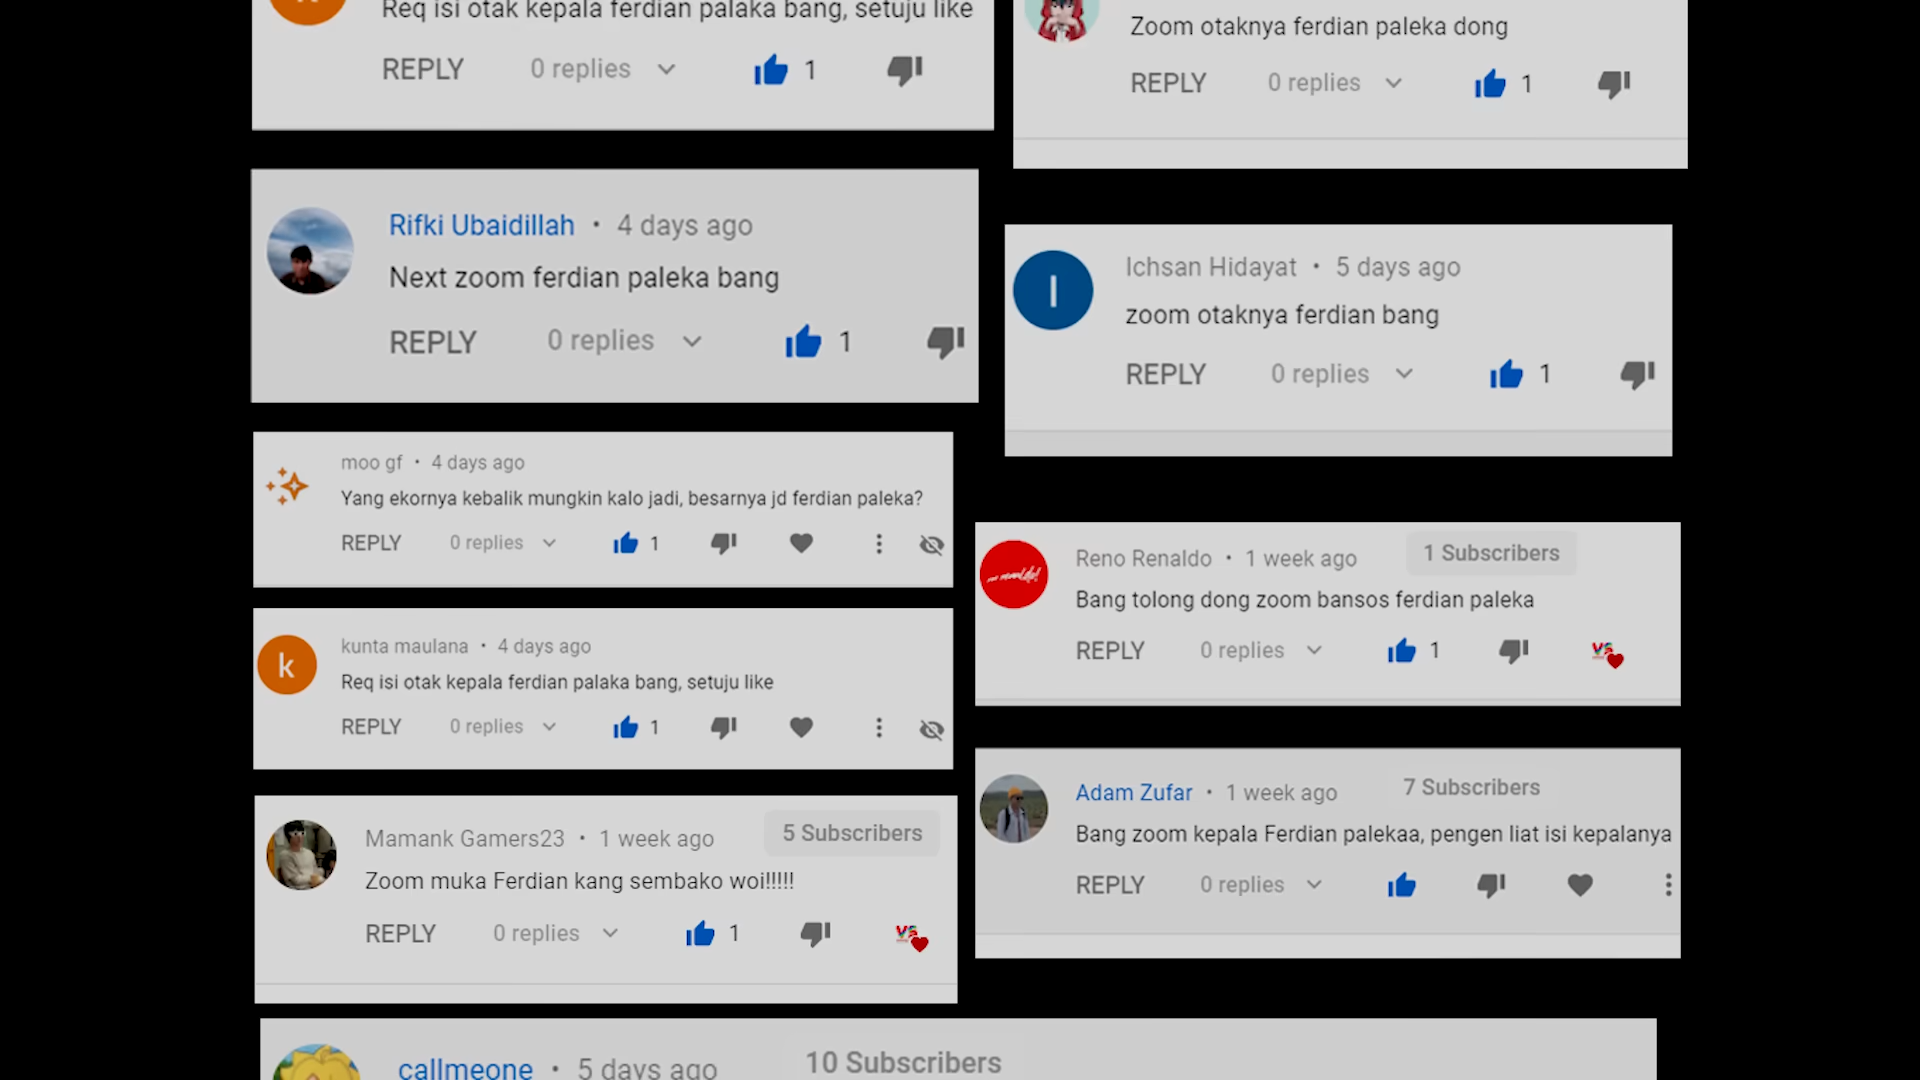 Req isi otak kepala ferdian palaka bang, setuju like
REPLY 0 replies 1
Zoom otaknya ferdian paleka dong
REPLY 0 replies 1
Rifki Ubaidillah • 4 days ago
Next zoom ferdian paleka bang
REPLY 0 replies 1
I
Ichsan Hidayat • 5 days ago
zoom otaknya ferdian bang
REPLY 0 replies 1
moo gf • 4 days ago
Yang ekornya kebalik mungkin kalo jadi, besarnya jd ferdian paleka?
REPLY 0 replies 1
Reno Renaldo • 1 week ago 1 Subscribers
Bang tolong dong zoom bansos ferdian paleka
REPLY 0 replies 1
k
kunta maulana • 4 days ago
Req isi otak kepala ferdian palaka bang, setuju like
REPLY 0 replies 1
Adam Zufar • 1 week ago 7 Subscribers
Bang zoom kepala Ferdian palekaa, pengen liat isi kepalanya
REPLY 0 replies
Mamank Gamers23 • 1 week ago 5 Subscribers
Zoom muka Ferdian kang sembako woi!!!!!
REPLY 0 replies 1
callmeone • 5 days ago 10 Subscribers